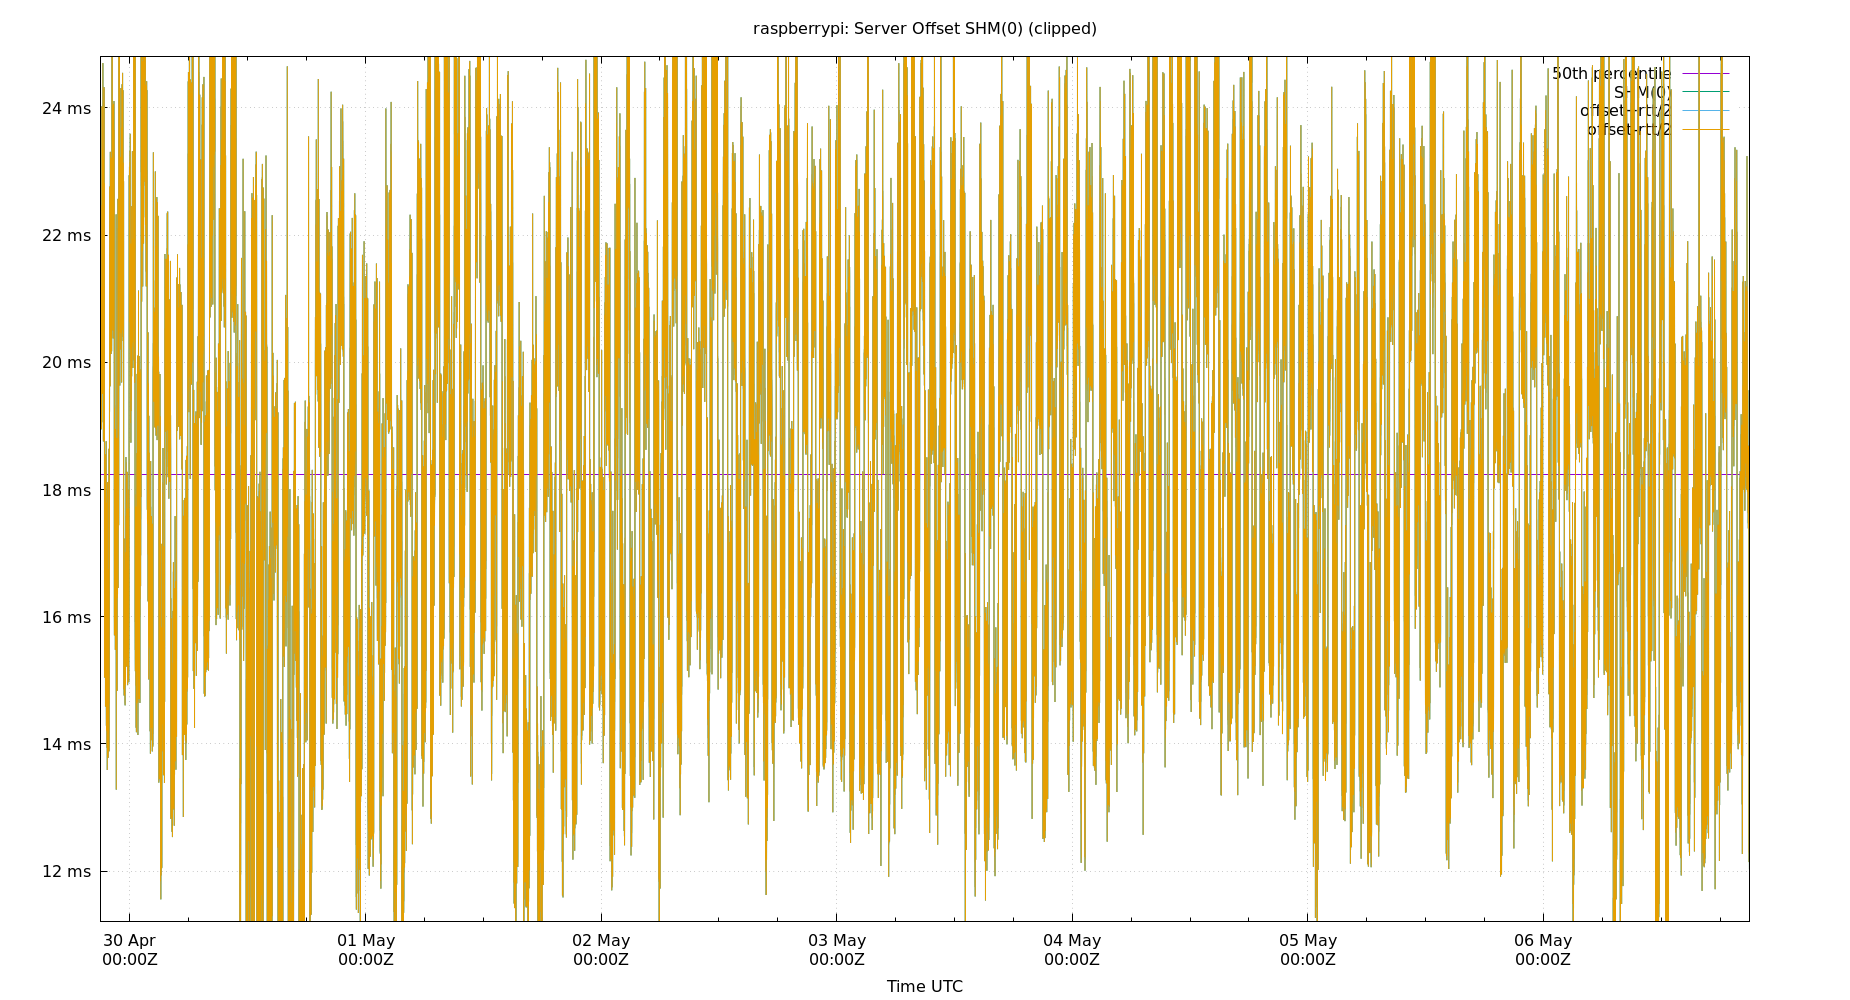 raspberrypi: Server Offset SHM(0) (clipped)
50th percentile
SHM(0)
offset+rtt/2
offset-rtt/2
24 ms
22 ms
20 ms
18 ms
16 ms
14 ms
12 ms
30 Apr 01 May 02 May 03 May 04 May 05 May 06 May
00:00Z 00:00Z 00:00Z 00:00Z 00:00Z 00:00Z 00:00Z
Time UTC